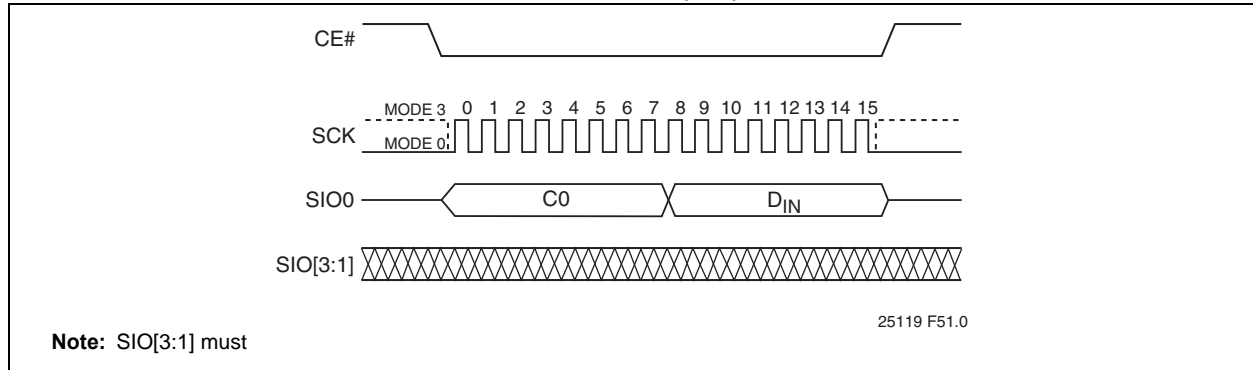 CE#
MODE 3 0 1 2 3 4 5 6 7 8 9 10 11 12 13 14 15
SCK
MODE 0
SIO0 C0 DIN
SIO[3:1]
25119 F51.0
Note: SIO[3:1] must